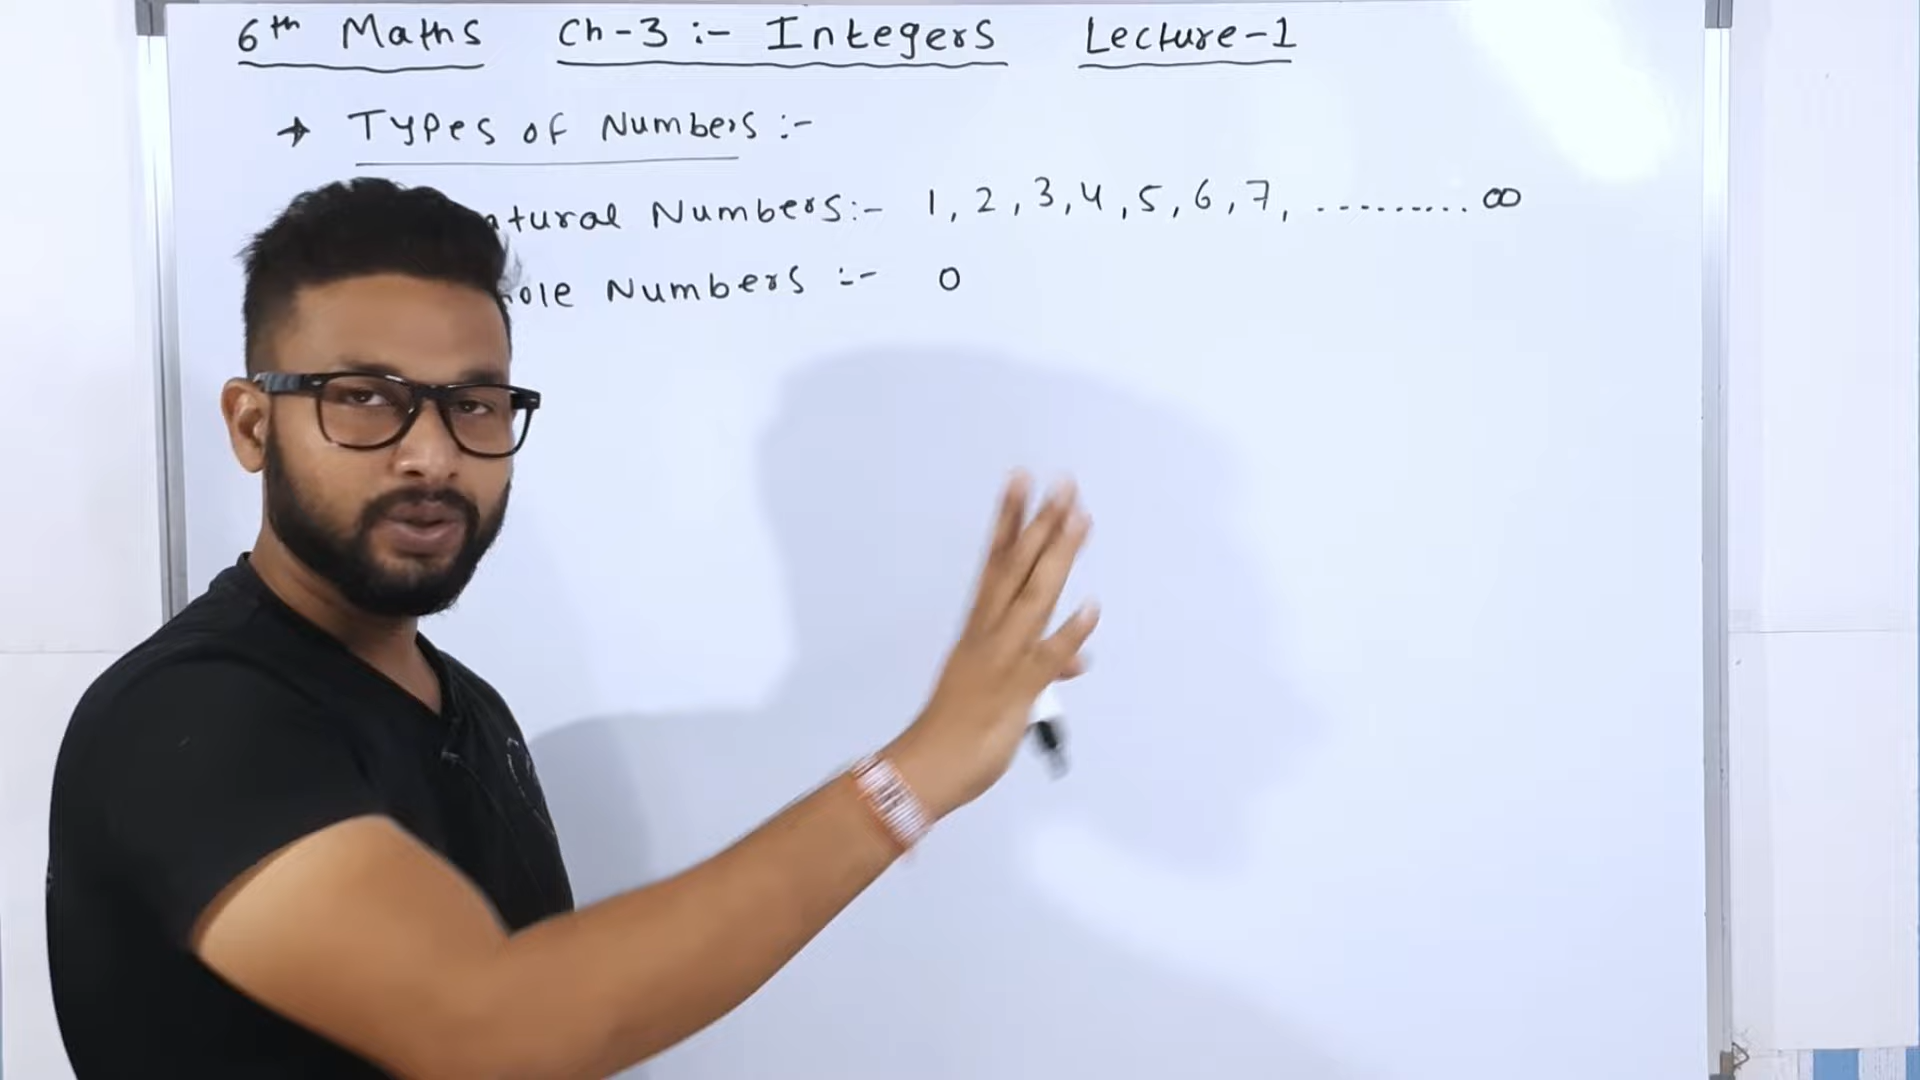 6th Maths Ch-3 :- Integers Lecture-1
→ Types of Numbers :-
atural Numbers:- 1, 2, 3, 4, 5, 6, 7, .......... ∞
ole Numbers :- 0